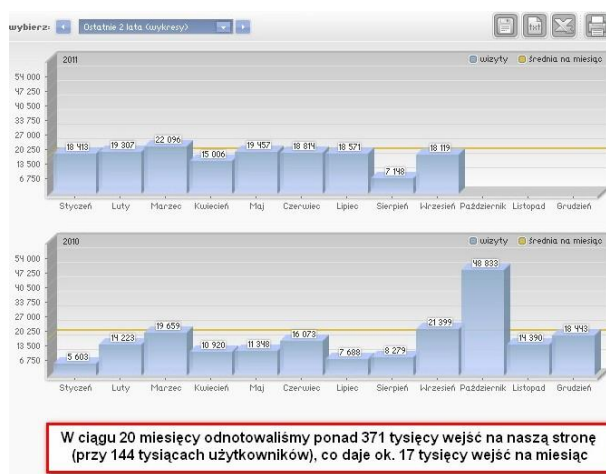 wybierz: Ostatnie 2 lata (wykresy) txt
2011 wizyty średnia na miesiąc
54 000
47 250
40 500
33 750
27 000
20 250
13 500
6 750
18 413 19 307 22 096 15 006 19 457 18 814 18 571 7 148 18 119
Styczeń Luty Marzec Kwiecień Maj Czerwiec Lipiec Sierpień Wrzesień Październik Listopad Grudzień
2010 wizyty średnia na miesiąc
54 000
47 250
40 500
33 750
27 000
20 250
13 500
6 750
5 603 14 223 19 659 10 920 11 348 16 073 7 688 8 279 21 399 48 833 14 390 18 443
Styczeń Luty Marzec Kwiecień Maj Czerwiec Lipiec Sierpień Wrzesień Październik Listopad Grudzień
W ciągu 20 miesięcy odnotowaliśmy ponad 371 tysięcy wejść na naszą stronę
(przy 144 tysiącach użytkowników), co daje ok. 17 tysięcy wejść na miesiąc